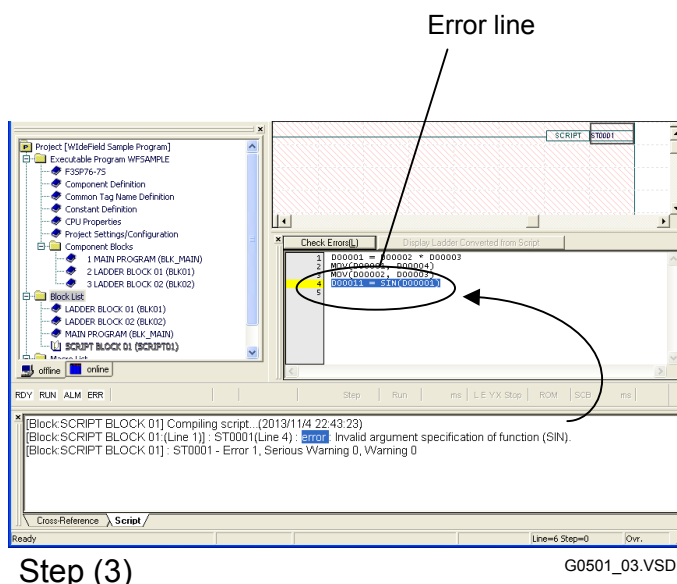 Error line
SCRIPT ST0001
Project [WideField Sample Program]
Executable Program WFSAMPLE
F3SP76-7S
Component Definition
Common Tag Name Definition
Constant Definition
CPU Properties
Project Settings/Configuration
Component Blocks
1 MAIN PROGRAM (BLK_MAIN)
2 LADDER BLOCK 01 (BLK01)
3 LADDER BLOCK 02 (BLK02)
Block List
LADDER BLOCK 01 (BLK01)
LADDER BLOCK 02 (BLK02)
MAIN PROGRAM (BLK_MAIN)
SCRIPT BLOCK 01 (SCRIPT01)
Macro List
offline online
Check Errors(L) Display Ladder Converted from Script
1 D00001 = D00002 * D00003
2 MOV(D00001, D00004)
3 MOV(D00002, D00003)
4 D00011 = SIN(D00001)
5
RDY RUN ALM ERR Step Run ms L E Y X Stop ROM SCB ms
[Block:SCRIPT BLOCK 01] Compiling script...(2013/11/4 22:43:23)
[Block:SCRIPT BLOCK 01:(Line 1)] : ST0001(Line 4) : error : Invalid argument specification of function (SIN).
[Block:SCRIPT BLOCK 01] : ST0001 - Error 1, Serious Warning 0, Warning 0
Cross-Reference Script
Ready Line=6 Step=0 Ovr.
Step (3)
G0501_03.VSD